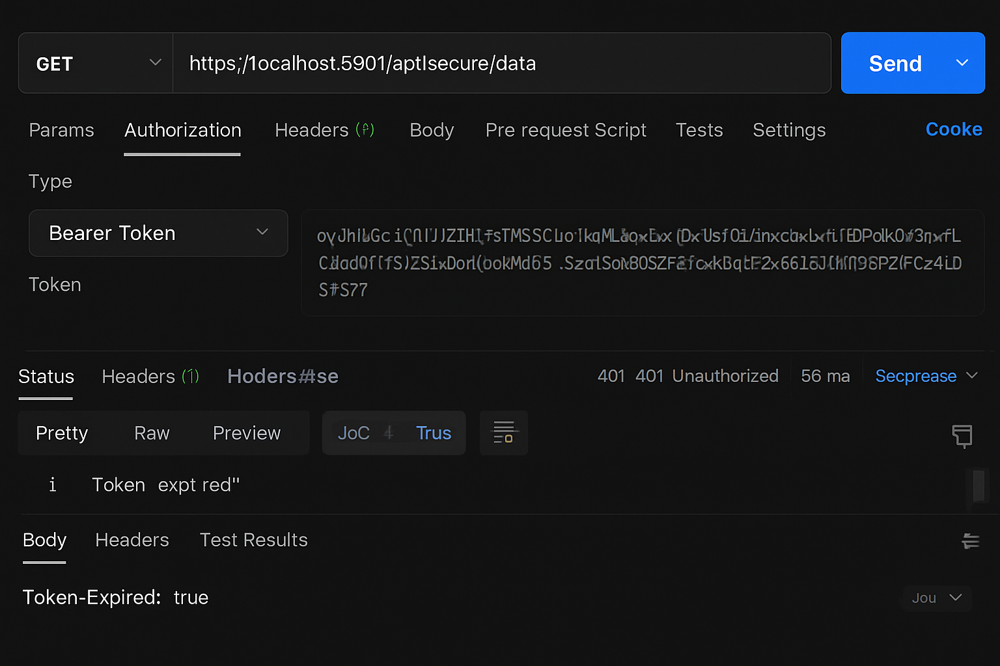 GET https;/1ocalhost.5901/aptIsecure/data Send
Params Authorization Headers Body Pre request Script Tests Settings Cooke
Type
Bearer Token
Token
S#S77
Status Headers (1) Hoders#se 401 401 Unauthorized 56 ma Secprease
Pretty Raw Preview JoC 4 Trus
i Token expt red"
Body Headers Test Results
Token-Expired: true Jou